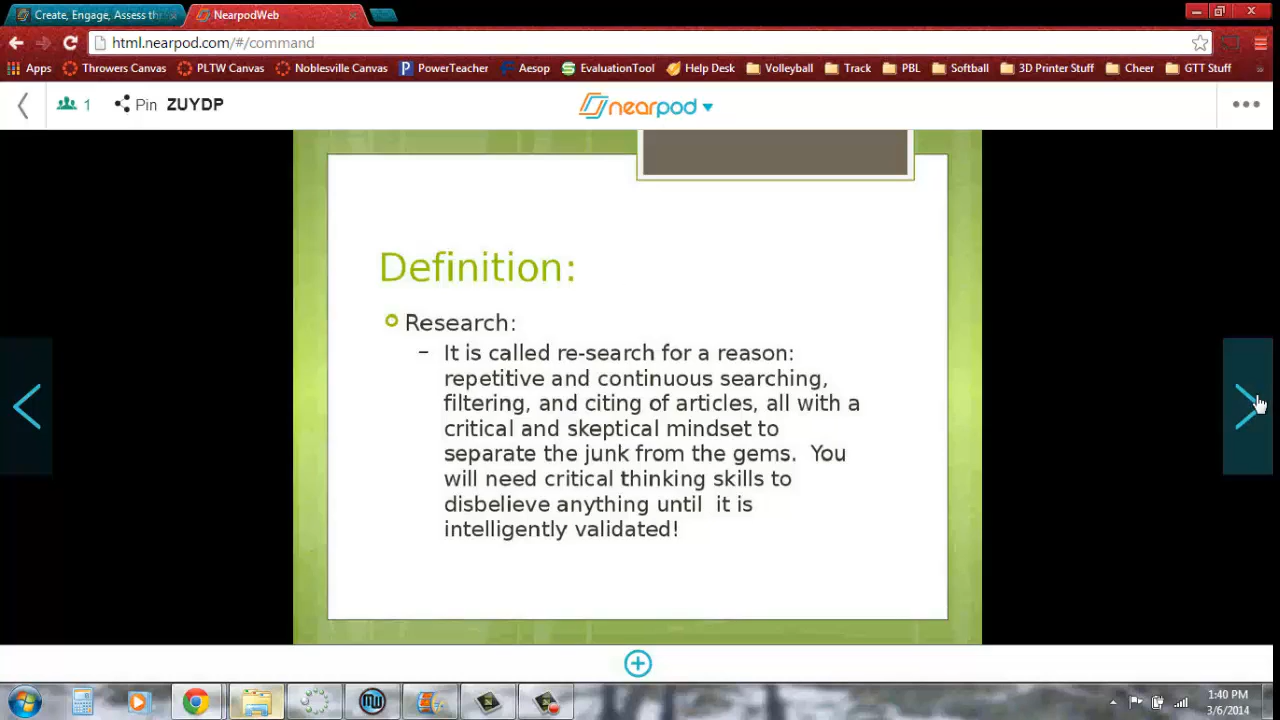 Create, Engage, Assess thr
NearpodWeb
html.nearpod.com/#/command
Apps Throwers Canvas PLTW Canvas Noblesville Canvas PowerTeacher Aesop EvaluationTool Help Desk Volleyball Track PBL Softball 3D Printer Stuff Cheer GTT Stuff »
1 Pin ZUYDP
nearpod
Definition:
Research:
– It is called re-search for a reason:
repetitive and continuous searching,
filtering, and citing of articles, all with a
critical and skeptical mindset to
separate the junk from the gems.  You
will need critical thinking skills to
disbelieve anything until  it is
intelligently validated!
1:40 PM
3/6/2014